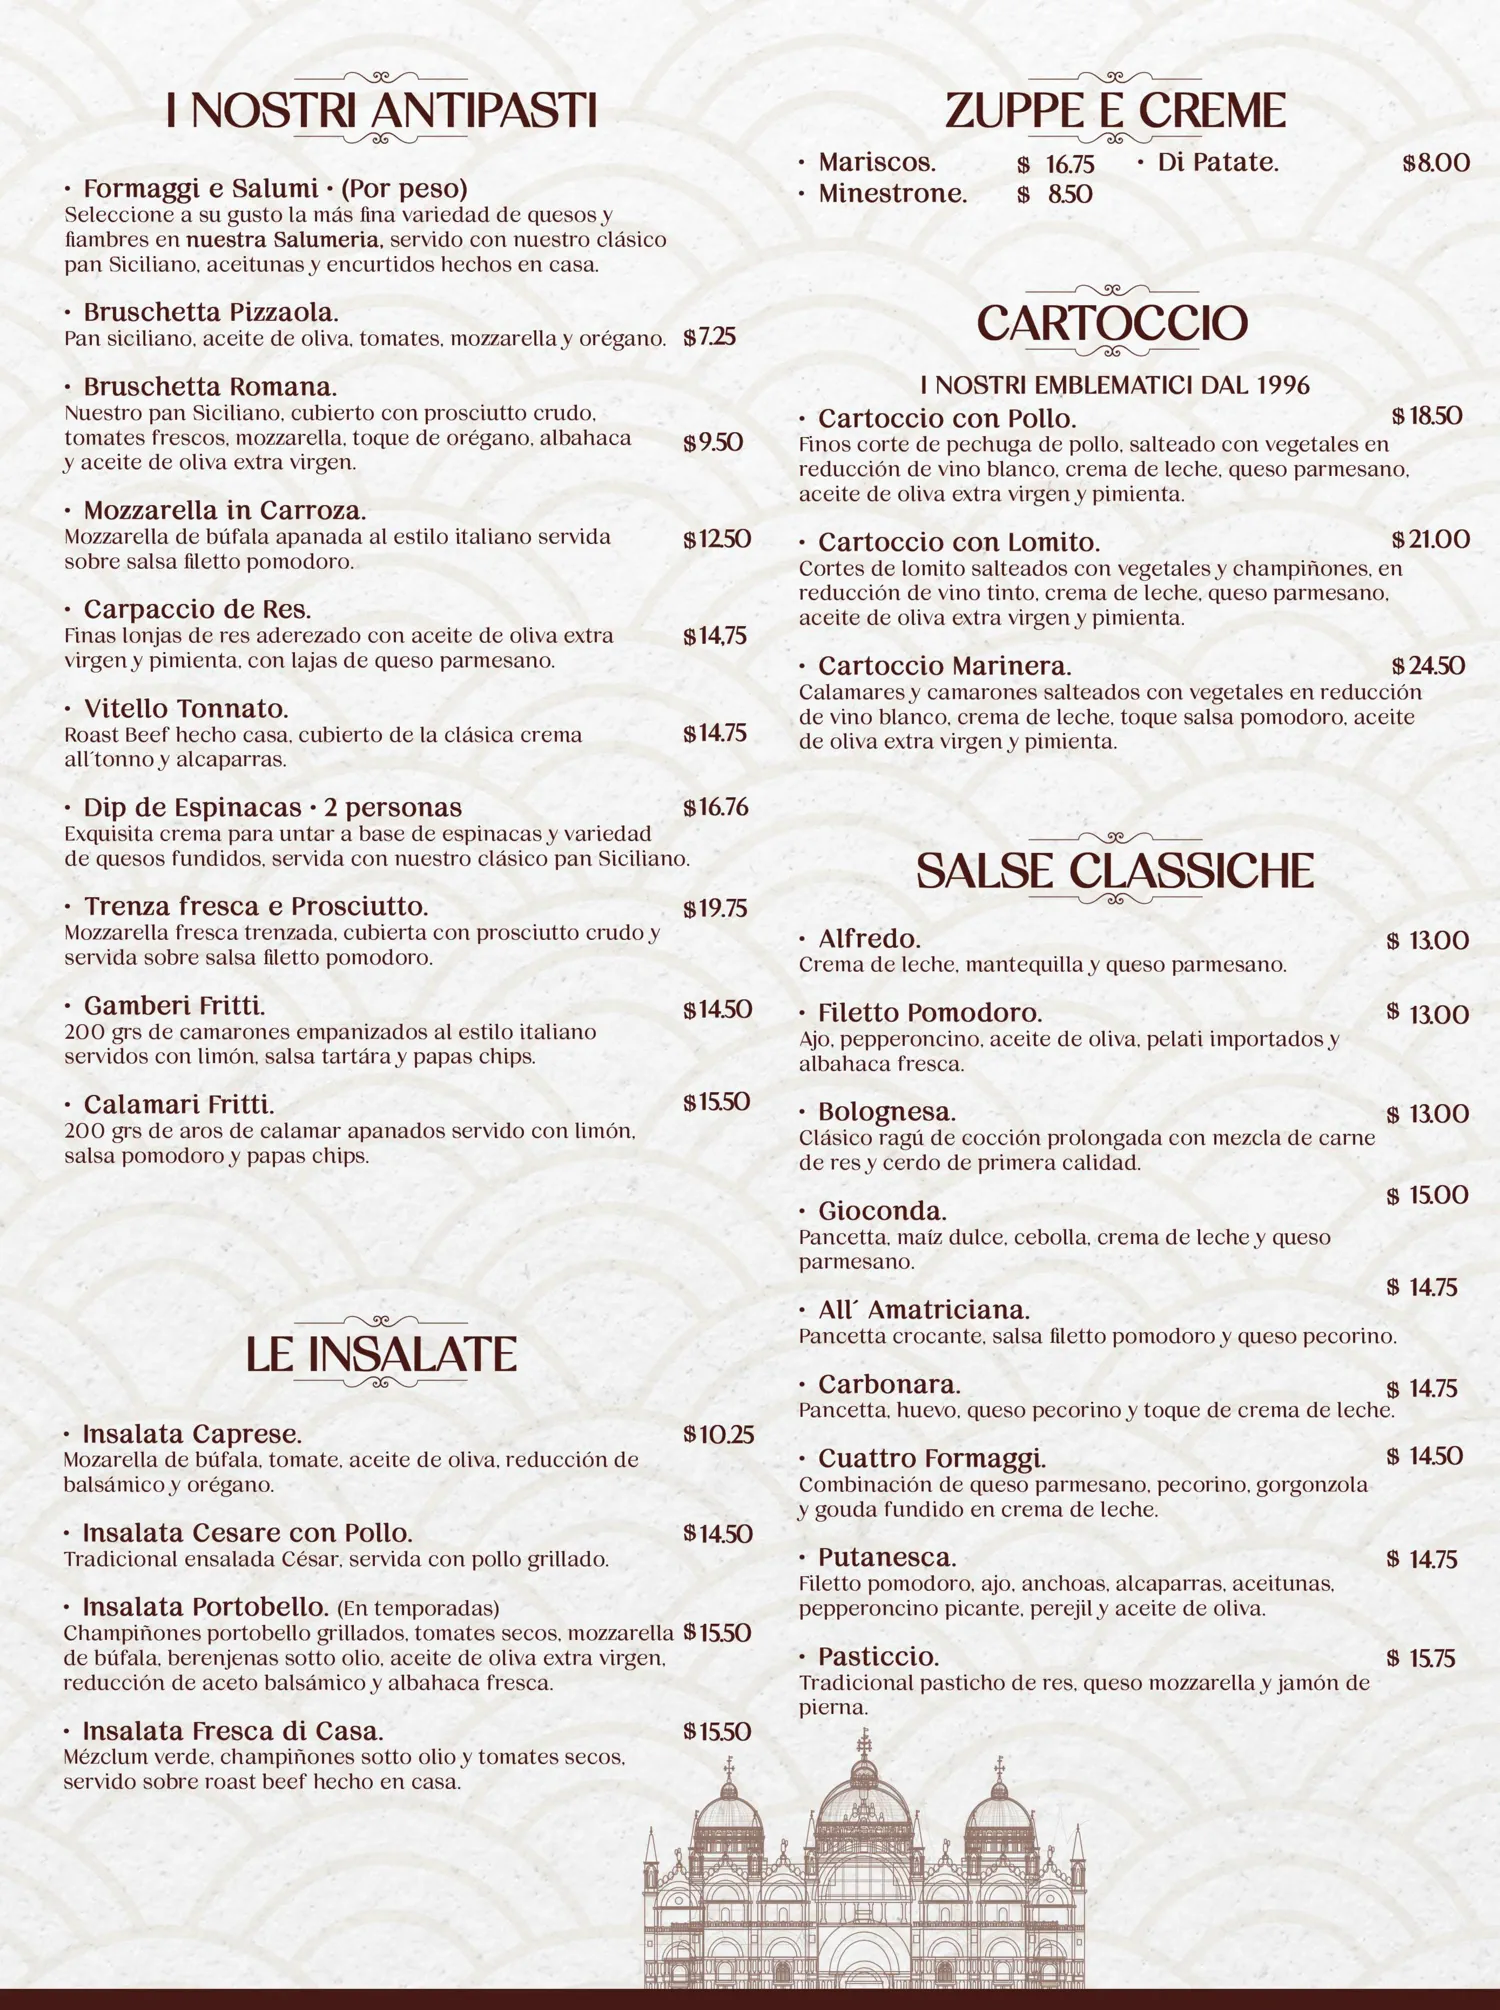 I NOSTRI ANTIPASTI
• Formaggi e Salumi • (Por peso)
Seleccione a su gusto la más fina variedad de quesos y
fiambres en nuestra Salumeria, servido con nuestro clásico
pan Siciliano, aceitunas y encurtidos hechos en casa.
• Bruschetta Pizzaola.
Pan siciliano, aceite de oliva, tomates, mozzarella y orégano. $7.25
• Bruschetta Romana.
Nuestro pan Siciliano, cubierto con prosciutto crudo,
tomates frescos, mozzarella, toque de orégano, albahaca $9.50
y aceite de oliva extra virgen.
• Mozzarella in Carroza.
Mozzarella de búfala apanada al estilo italiano servida $12.50
sobre salsa filetto pomodoro.
• Carpaccio de Res.
Finas lonjas de res aderezado con aceite de oliva extra $14,75
virgen y pimienta, con lajas de queso parmesano.
• Vitello Tonnato.
Roast Beef hecho casa, cubierto de la clásica crema $14.75
all´tonno y alcaparras.
• Dip de Espinacas • 2 personas $16.76
Exquisita crema para untar a base de espinacas y variedad
de quesos fundidos, servida con nuestro clásico pan Siciliano.
• Trenza fresca e Prosciutto. $19.75
Mozzarella fresca trenzada, cubierta con prosciutto crudo y
servida sobre salsa filetto pomodoro.
• Gamberi Fritti. $14.50
200 grs de camarones empanizados al estilo italiano
servidos con limón, salsa tartára y papas chips.
• Calamari Fritti. $15.50
200 grs de aros de calamar apanados servido con limón,
salsa pomodoro y papas chips.
LE INSALATE
• Insalata Caprese. $10.25
Mozarella de búfala, tomate, aceite de oliva, reducción de
balsámico y orégano.
• Insalata Cesare con Pollo. $14.50
Tradicional ensalada César, servida con pollo grillado.
• Insalata Portobello. (En temporadas)
Champiñones portobello grillados, tomates secos, mozzarella $15.50
de búfala, berenjenas sotto olio, aceite de oliva extra virgen,
reducción de aceto balsámico y albahaca fresca.
• Insalata Fresca di Casa. $15.50
Mézclum verde, champiñones sotto olio y tomates secos,
servido sobre roast beef hecho en casa.
ZUPPE E CREME
• Mariscos. $ 16.75 • Di Patate. $8.00
• Minestrone. $ 8.50
CARTOCCIO
I NOSTRI EMBLEMATICI DAL 1996
• Cartoccio con Pollo. $18.50
Finos corte de pechuga de pollo, salteado con vegetales en
reducción de vino blanco, crema de leche, queso parmesano,
aceite de oliva extra virgen y pimienta.
• Cartoccio con Lomito. $21.00
Cortes de lomito salteados con vegetales y champiñones, en
reducción de vino tinto, crema de leche, queso parmesano,
aceite de oliva extra virgen y pimienta.
• Cartoccio Marinera. $24.50
Calamares y camarones salteados con vegetales en reducción
de vino blanco, crema de leche, toque salsa pomodoro, aceite
de oliva extra virgen y pimienta.
SALSE CLASSICHE
• Alfredo. $ 13.00
Crema de leche, mantequilla y queso parmesano.
• Filetto Pomodoro. $ 13.00
Ajo, pepperoncino, aceite de oliva, pelati importados y
albahaca fresca.
• Bolognesa. $ 13.00
Clásico ragú de cocción prolongada con mezcla de carne
de res y cerdo de primera calidad.
• Gioconda. $ 15.00
Pancetta, maíz dulce, cebolla, crema de leche y queso
parmesano.
• All´ Amatriciana. $ 14.75
Pancetta crocante, salsa filetto pomodoro y queso pecorino.
• Carbonara. $ 14.75
Pancetta, huevo, queso pecorino y toque de crema de leche.
• Cuattro Formaggi. $ 14.50
Combinación de queso parmesano, pecorino, gorgonzola
y gouda fundido en crema de leche.
• Putanesca. $ 14.75
Filetto pomodoro, ajo, anchoas, alcaparras, aceitunas,
pepperoncino picante, perejil y aceite de oliva.
• Pasticcio. $ 15.75
Tradicional pasticho de res, queso mozzarella y jamón de
pierna.